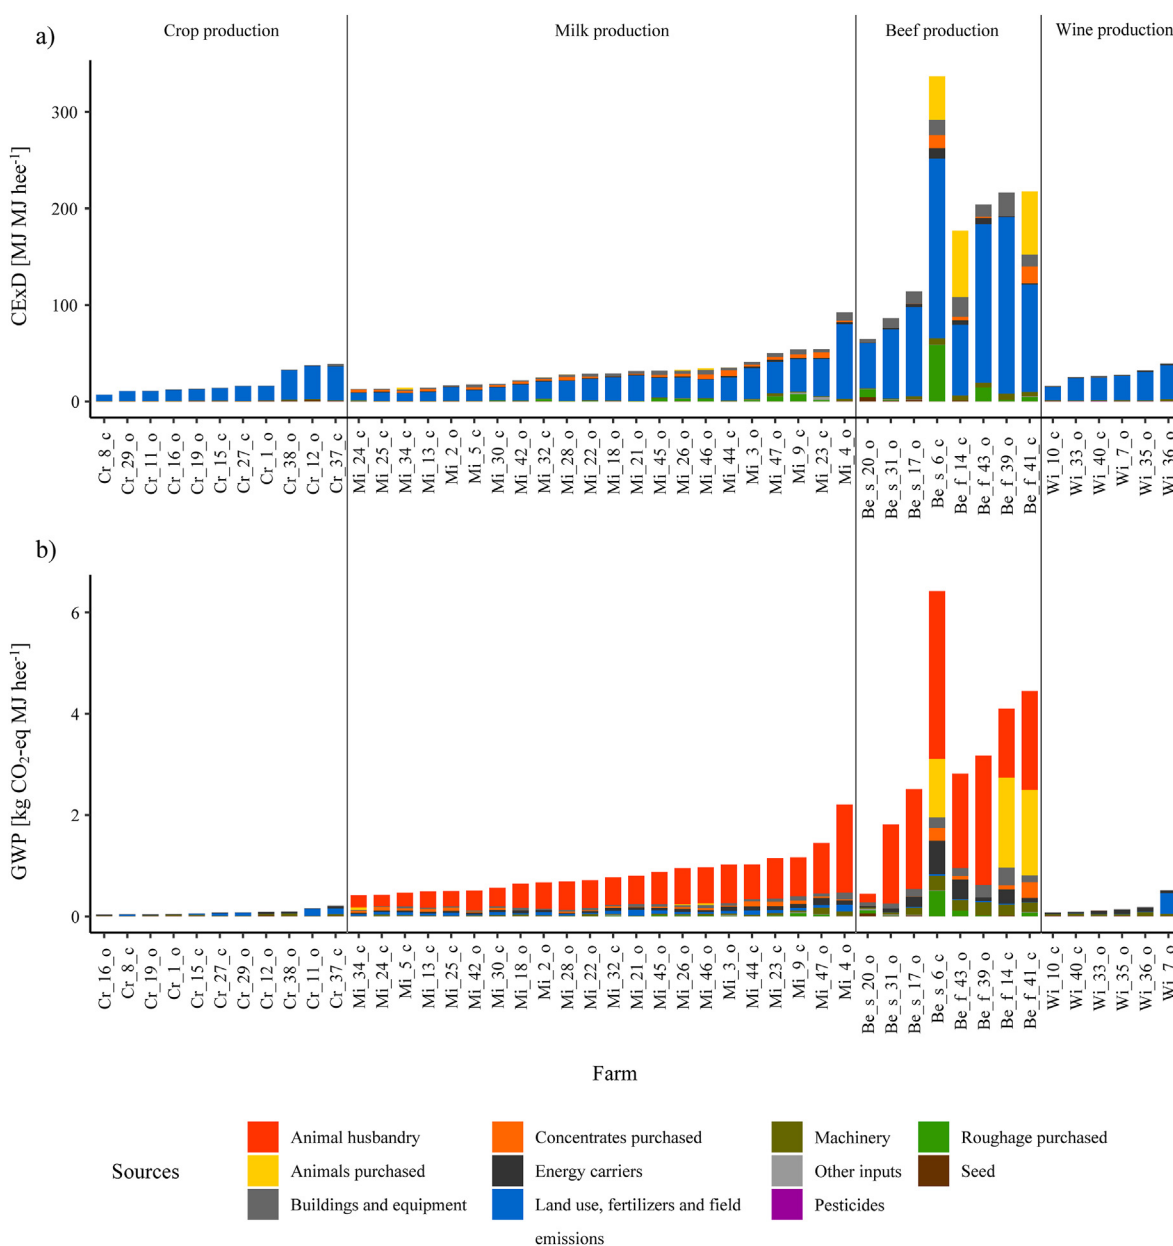 Crop production
Milk production
Beef production
Wine production
a)
CExD [MJ MJ hee⁻¹]
300
200
100
0
Cr_8_c
Cr_29_o
Cr_11_o
Cr_16_o
Cr_19_o
Cr_15_c
Cr_27_c
Cr_1_o
Cr_38_o
Cr_12_o
Cr_37_c
Mi_24_c
Mi_25_c
Mi_34_c
Mi_13_c
Mi_2_o
Mi_5_c
Mi_30_c
Mi_42_o
Mi_32_c
Mi_28_o
Mi_22_o
Mi_18_o
Mi_21_o
Mi_45_o
Mi_26_o
Mi_46_o
Mi_44_c
Mi_3_o
Mi_47_o
Mi_9_c
Mi_23_c
Mi_4_o
Be_s_20_o
Be_s_31_o
Be_s_17_o
Be_s_6_c
Be_f_14_c
Be_f_43_o
Be_f_39_o
Be_f_41_c
Wi_10_c
Wi_33_o
Wi_40_c
Wi_7_o
Wi_35_o
Wi_36_o
b)
GWP [kg CO₂-eq MJ hee⁻¹]
6
4
2
0
Cr_16_o
Cr_8_c
Cr_19_o
Cr_1_o
Cr_15_c
Cr_27_c
Cr_29_o
Cr_12_o
Cr_38_o
Cr_11_o
Cr_37_c
Mi_34_c
Mi_24_c
Mi_5_c
Mi_13_c
Mi_25_c
Mi_42_o
Mi_30_c
Mi_18_o
Mi_2_o
Mi_28_o
Mi_22_o
Mi_32_c
Mi_21_o
Mi_45_o
Mi_26_o
Mi_46_o
Mi_3_o
Mi_44_c
Mi_23_c
Mi_9_c
Mi_47_o
Mi_4_o
Be_s_20_o
Be_s_31_o
Be_s_17_o
Be_s_6_c
Be_f_43_o
Be_f_39_o
Be_f_14_c
Be_f_41_c
Wi_10_c
Wi_40_c
Wi_33_o
Wi_35_o
Wi_36_o
Wi_7_o
Farm
Sources
Animal husbandry
Animals purchased
Buildings and equipment
Concentrates purchased
Energy carriers
Land use, fertilizers and field
emissions
Machinery
Other inputs
Pesticides
Roughage purchased
Seed